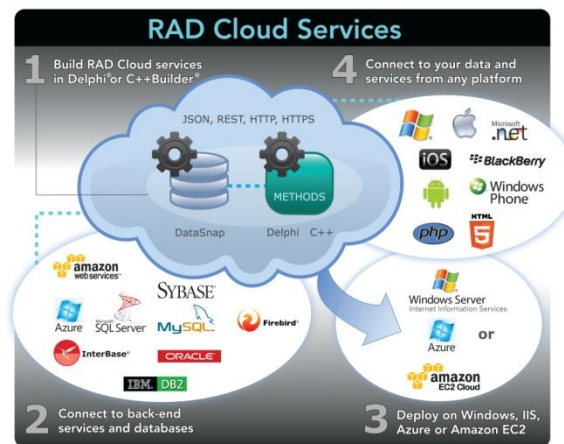 RAD Cloud Services
1 Build RAD Cloud services
in Delphi® or C++Builder®
4 Connect to your data and
services from any platform
JSON, REST, HTTP, HTTPS
METHODS
DataSnap
Delphi C++
Microsoft
.net
iOS
BlackBerry
Windows
Phone
php
HTML
5
amazon
webservices™
SYBASE®
Azure
Microsoft
SQL Server
MySQL®
Firebird®
InterBase®
ORACLE®
IBM. DB2
Windows Server
Internet Information Services
Azure
or
amazon
EC2 Cloud
2 Connect to back-end
services and databases
3 Deploy on Windows, IIS,
Azure or Amazon EC2